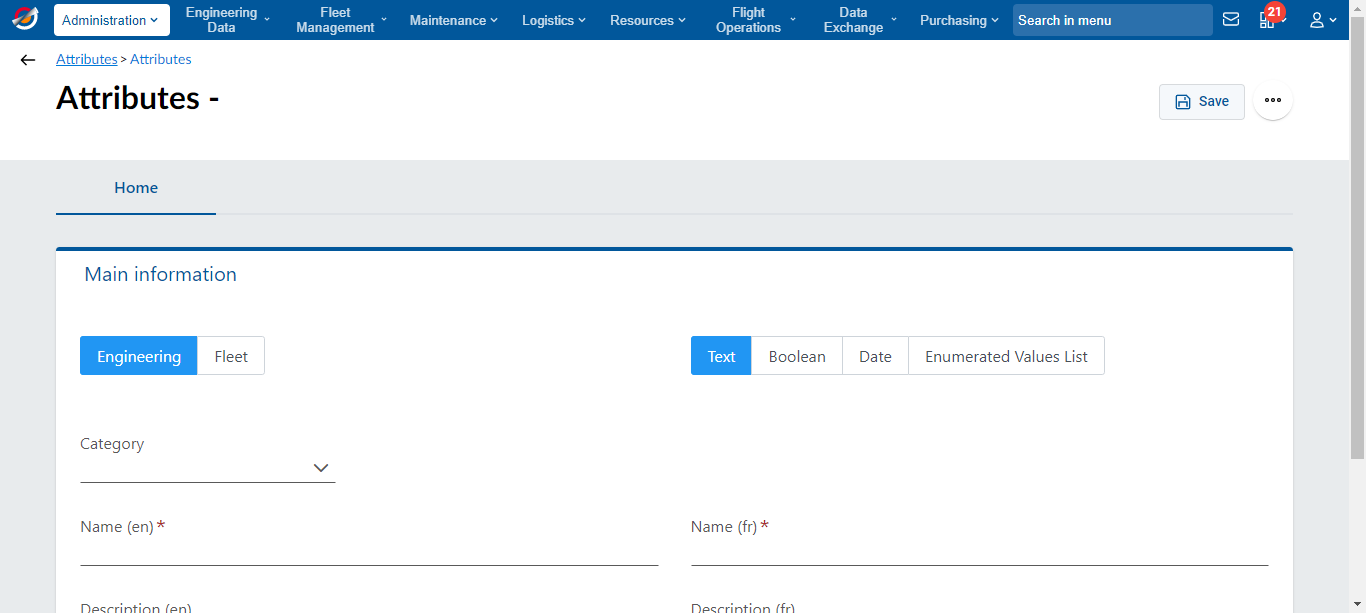 Administration
Engineering Data
Fleet Management
Maintenance
Logistics
Resources
Flight Operations
Data Exchange
Purchasing
Search in menu
21
Attributes > Attributes
Attributes -
Save
Home
Main information
Engineering Fleet
Text Boolean Date Enumerated Values List
Category
Name (en) *
Name (fr) *
Description (en)
Description (fr)